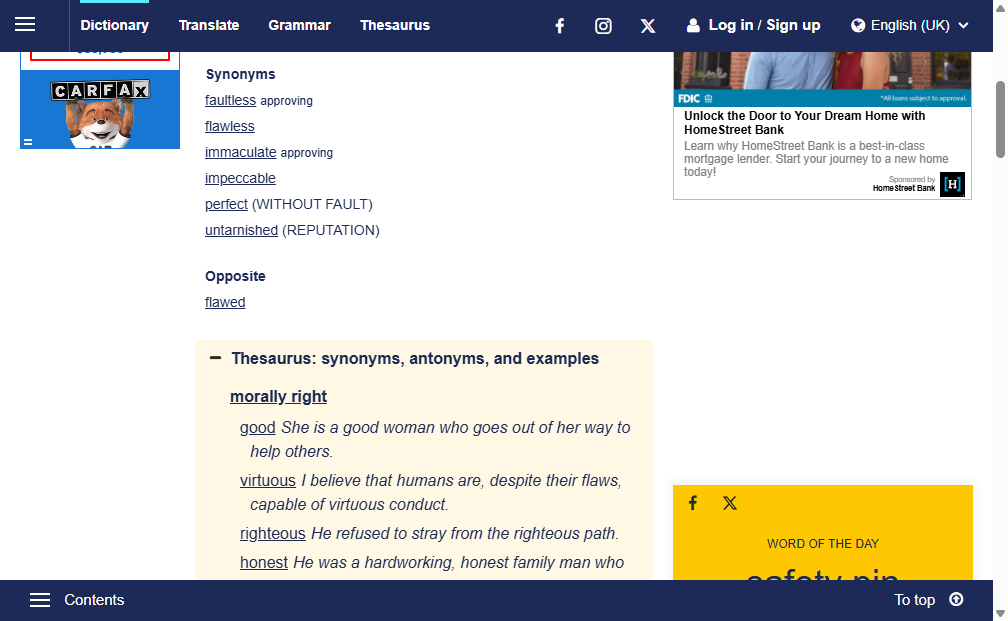 Dictionary
Translate
Grammar
Thesaurus
Log in / Sign up
English (UK)
CARFAX
Synonyms
faultless approving
flawless
immaculate approving
impeccable
perfect (WITHOUT FAULT)
untarnished (REPUTATION)
Opposite
flawed
Thesaurus: synonyms, antonyms, and examples
morally right
good She is a good woman who goes out of her way to
help others.
virtuous I believe that humans are, despite their flaws,
capable of virtuous conduct.
righteous He refused to stray from the righteous path.
honest He was a hardworking, honest family man who
FDIC
*All loans subject to approval.
Unlock the Door to Your Dream Home with
HomeStreet Bank
Learn why HomeStreet Bank is a best-in-class
mortgage lender. Start your journey to a new home
today!
Sponsored by
HomeStreet Bank
[H]
WORD OF THE DAY
safety pin
Contents
To top